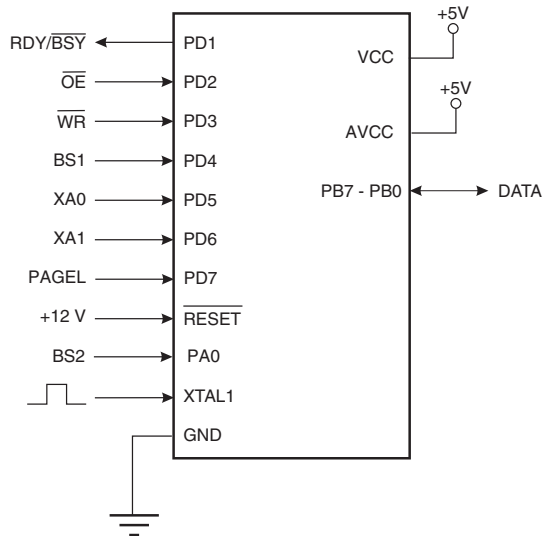 +5V
RDY/BSY PD1
VCC
OE PD2
+5V
WR PD3
AVCC
BS1 PD4
XA0 PD5 PB7 - PB0 DATA
XA1 PD6
PAGEL PD7
+12 V RESET
BS2 PA0
XTAL1
GND